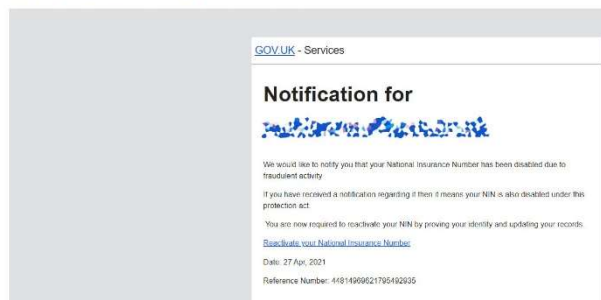 GOV.UK - Services
Notification for
We would like to notify you that your National Insurance Number has been disabled due to
fraudulent activity
If you have received a notification regarding it then it means your NIN is also disabled under this
protection act.
You are now required to reactivate your NIN by proving your identity and updating your records.
Reactivate your National Insurance Number
Date: 27 Apr, 2021
Reference Number: 44814969621795492935